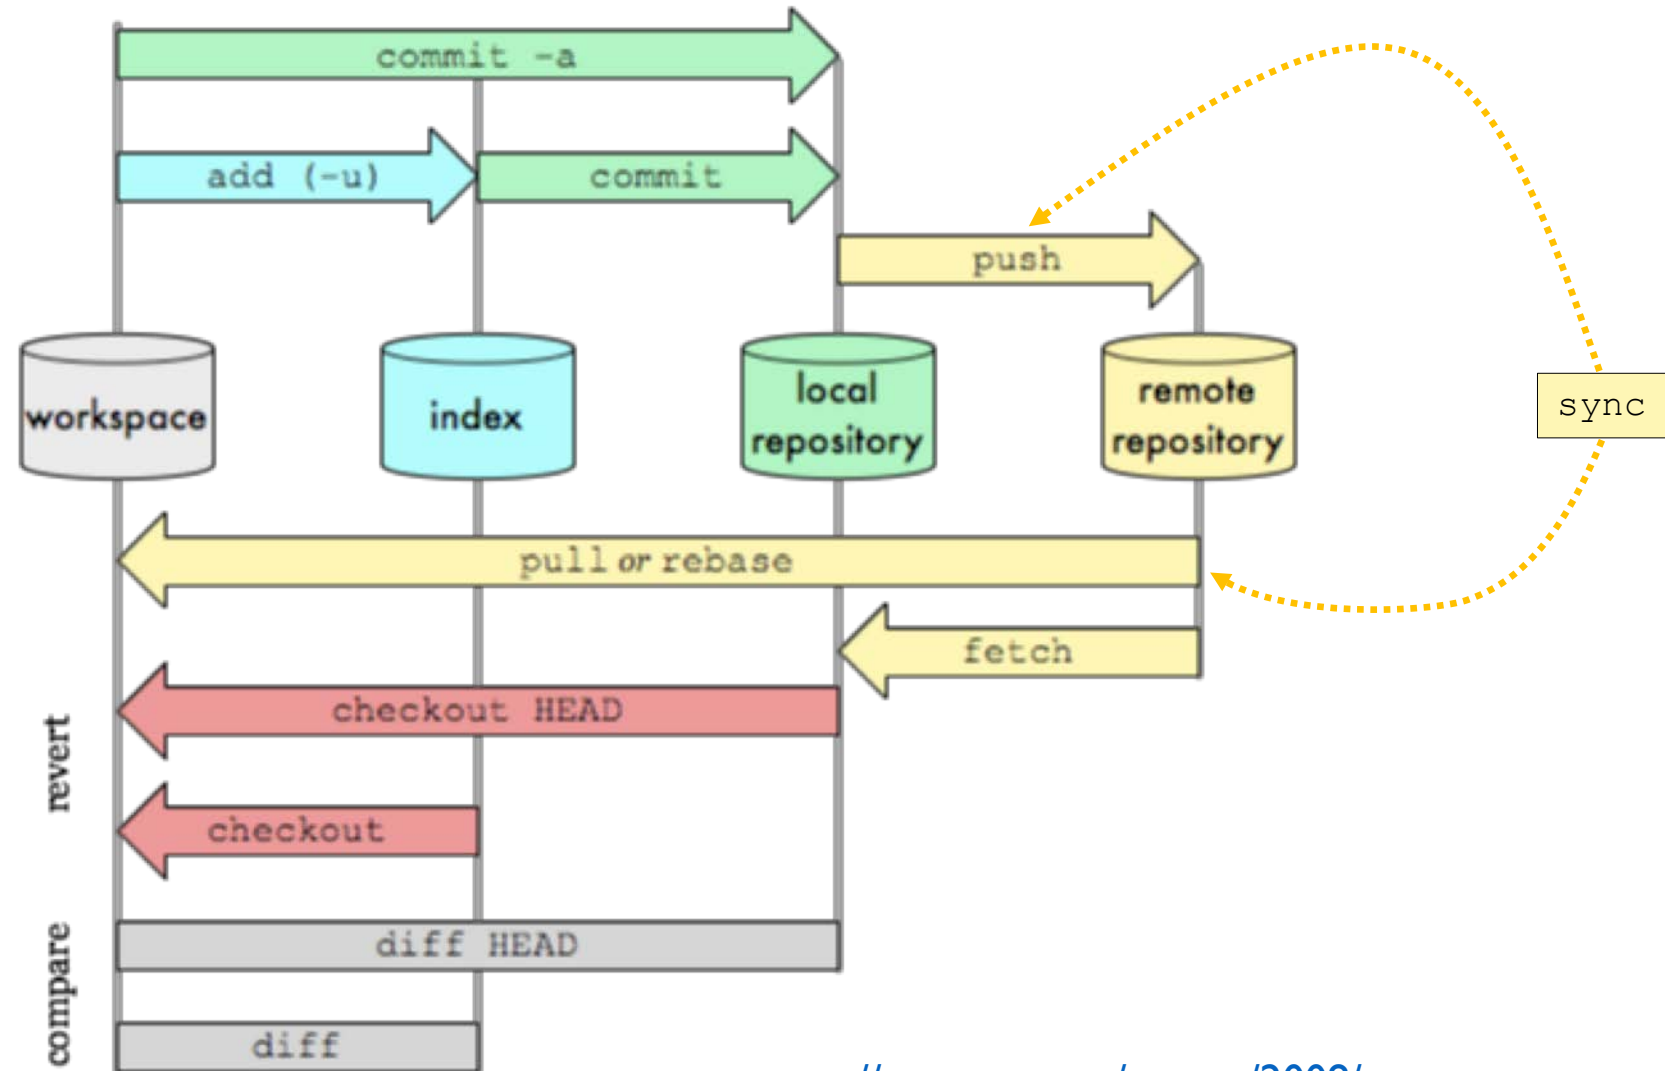 commit -a
add (-u)
commit
push
workspace
index
local
repository
remote
repository
sync
pull or rebase
fetch
revert
checkout HEAD
checkout
compare
diff HEAD
diff